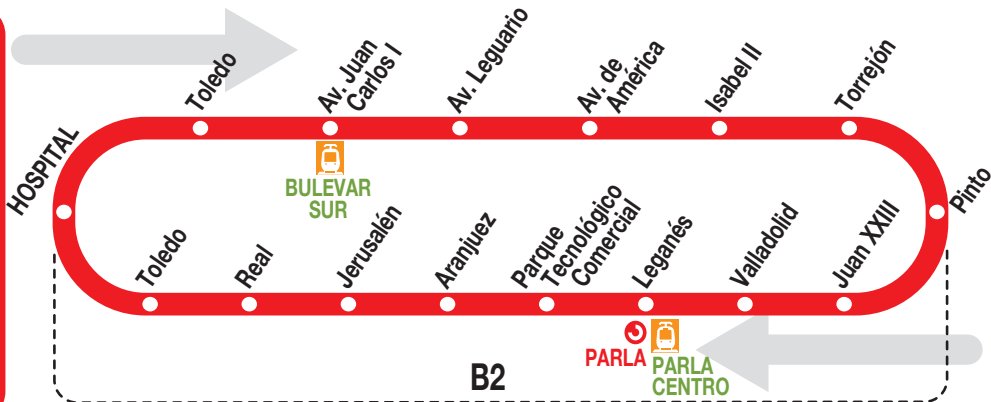 Toledo
Av. Juan
Carlos I
Av. Leguario
Av. de
América
Isabel II
Torrejón
HOSPITAL
BULEVAR
SUR
Pinto
Toledo
Real
Jerusalén
Aranjuez
Parque
Tecnológico
Comercial
Leganés
Valladolid
Juan XXIII
PARLA
PARLA
CENTRO
B2